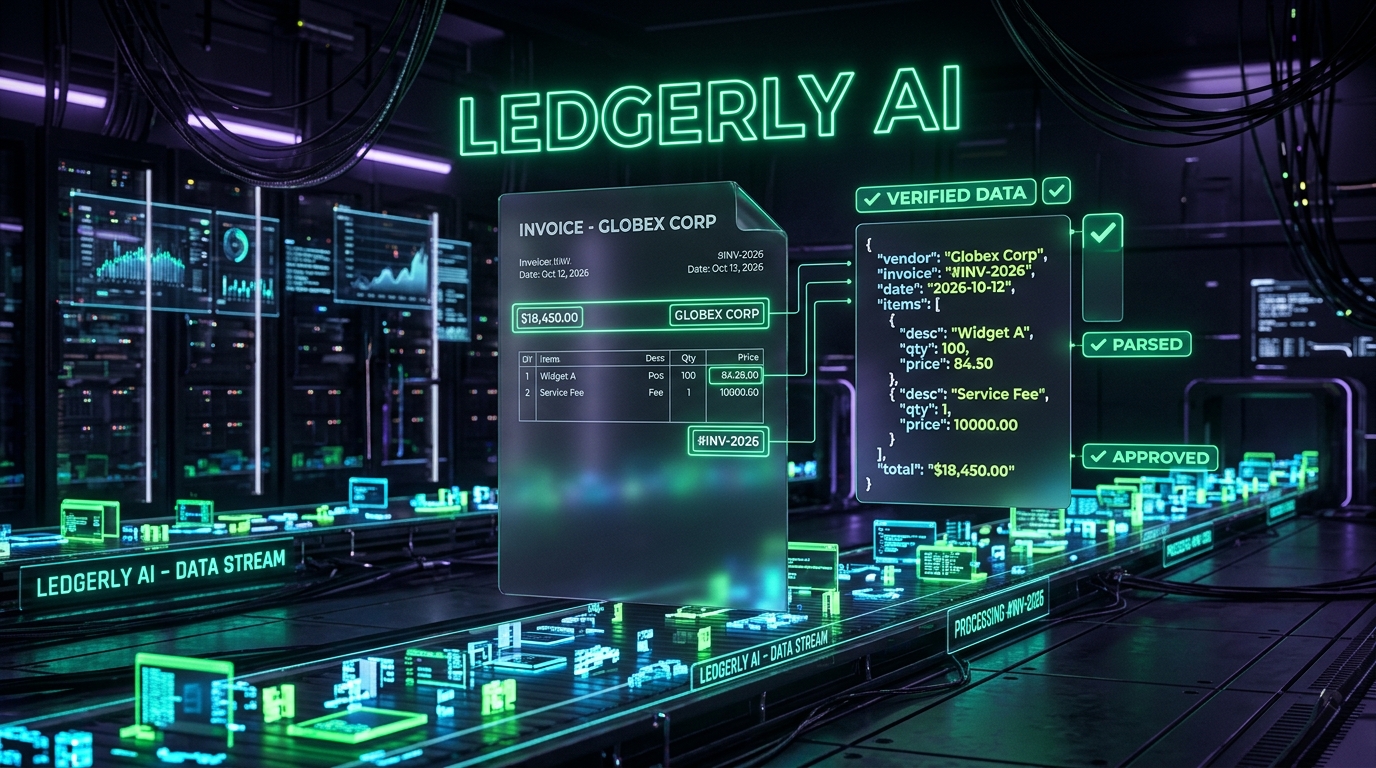 LEDGERLY AI
INVOICE - GLOBEX CORP
Date: Oct 12, 2026
#INV-2026
Date: Oct 13, 2026
$18,450.00
GLOBEX CORP
Items Ders Qty Price
1 Widget A Pos 100 84.28.00
2 Service Fee Fee 1 10000.60
#INV-2026
✓ VERIFIED DATA ✓
{
"vendor": "Globex Corp",
"invoice": "#INV-2026",
"date": "2026-10-12",
"items": [
{
"desc": "Widget A",
"qty": 100,
"price": 84.50
},
{ "desc": "Service Fee",
"qty": 1,
"price": 10000.00
}
],
"total": "$18,450.00"
}
✓
✓ PARSED
✓ APPROVED
LEDGERLY AI – DATA STREAM
LEDGERLY AI – DATA STREAM
PROCESSING #INV-2026